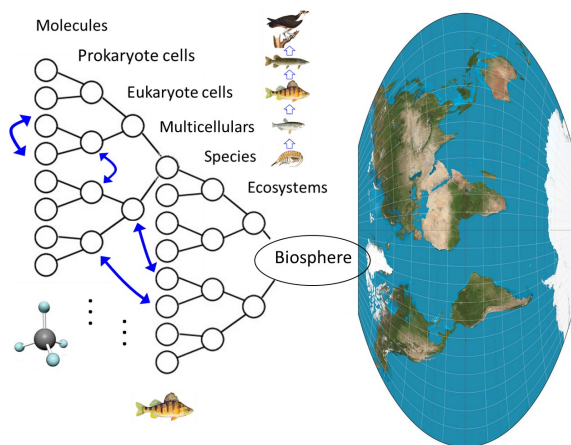 Molecules
Prokaryote cells
Eukaryote cells
Multicellulars
Species
Ecosystems
Biosphere